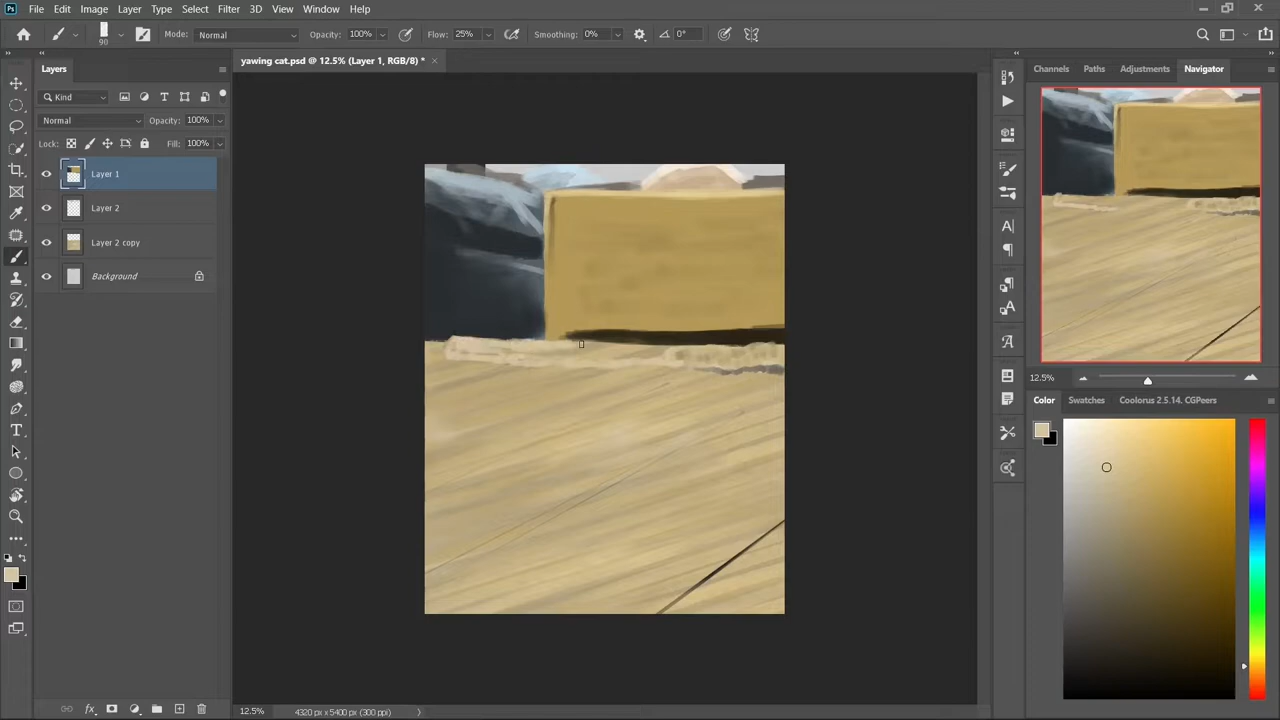 Ps File Edit Image Layer Type Select Filter 3D View Window Help
90 Mode: Normal Opacity: 100% Flow: 25% Smoothing: 0% 0°
Layers
yawing cat.psd @ 12.5% (Layer 1, RGB/8) *
Channels Paths Adjustments Navigator
Kind
Normal Opacity: 100%
Lock: Fill: 100%
Layer 1
Layer 2
Layer 2 copy
Background
12.5%
Color Swatches Coolorus 2.5.14. CGPeers
fx
12.5% 4320 px x 5400 px (300 ppi)